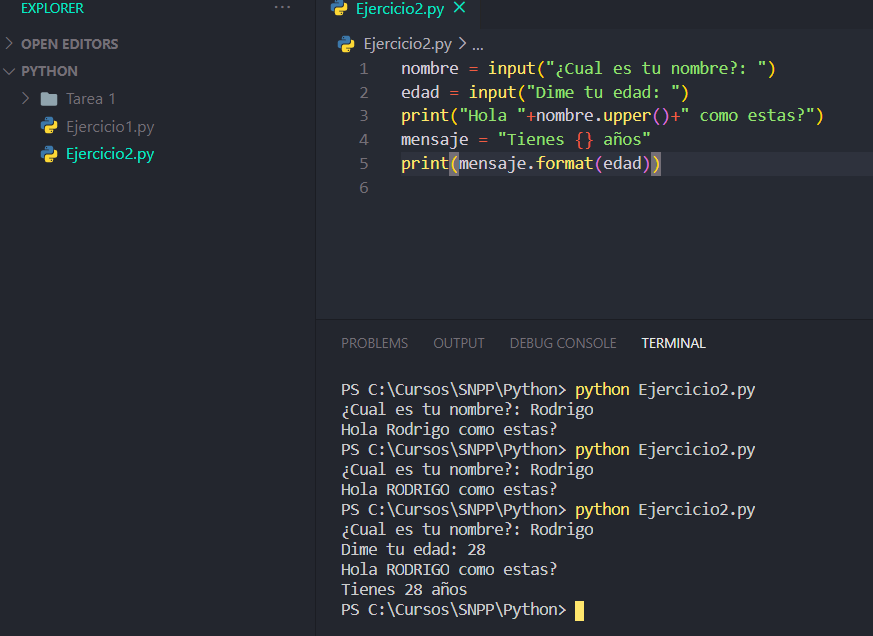 EXPLORER
...
OPEN EDITORS
PYTHON
Tarea 1
Ejercicio1.py
Ejercicio2.py
Ejercicio2.py
Ejercicio2.py > ...
1 nombre = input("¿Cual es tu nombre?: ")
2 edad = input("Dime tu edad: ")
3 print("Hola "+nombre.upper()+" como estas?")
4 mensaje = "Tienes {} años"
5 print(mensaje.format(edad))
6
PROBLEMS OUTPUT DEBUG CONSOLE TERMINAL
PS C:\Cursos\SNPP\Python> python Ejercicio2.py
¿Cual es tu nombre?: Rodrigo
Hola Rodrigo como estas?
PS C:\Cursos\SNPP\Python> python Ejercicio2.py
¿Cual es tu nombre?: Rodrigo
Hola RODRIGO como estas?
PS C:\Cursos\SNPP\Python> python Ejercicio2.py
¿Cual es tu nombre?: Rodrigo
Dime tu edad: 28
Hola RODRIGO como estas?
Tienes 28 años
PS C:\Cursos\SNPP\Python>